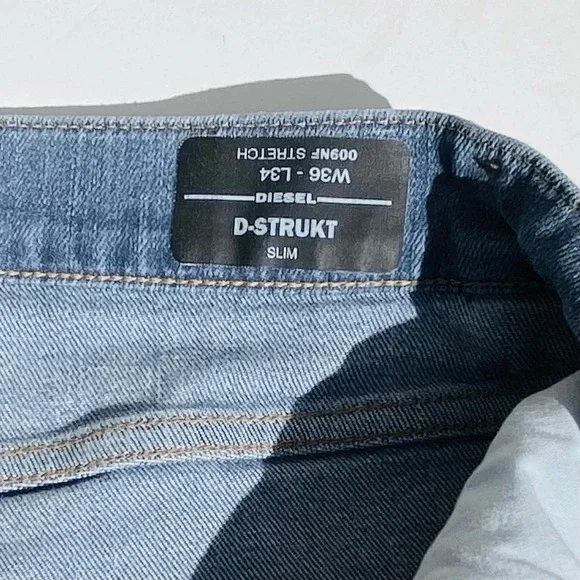 009NF STRETCH
W36 - L34
DIESEL
D-STRUKT
SLIM